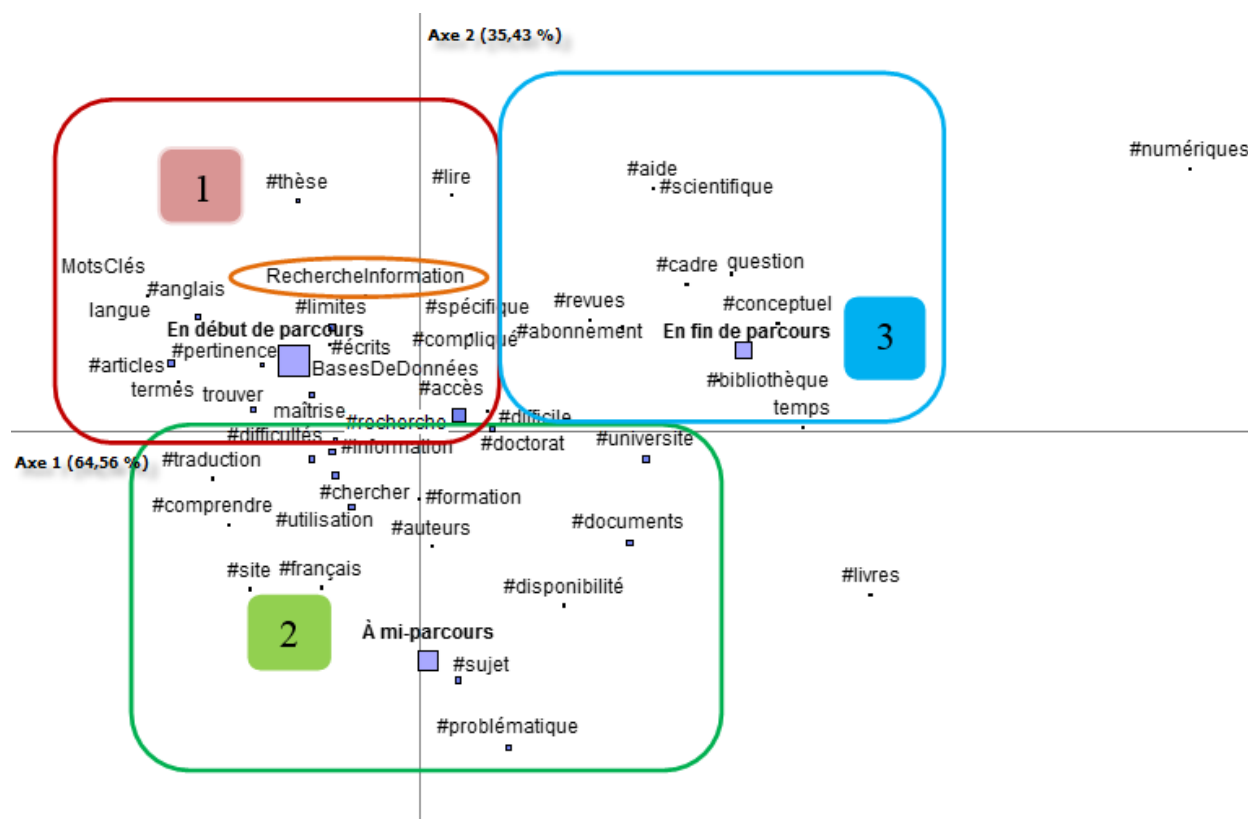 Axe 2 (35,43 %)
#numériques
1
#thèse
#lire
#aide
#scientifique
MotsClés
RechercheInformation
#cadre
question
#anglais
langue
#limites
#spécifique
#revues
#conceptuel
En début de parcours
#compliqué
#abonnement
En fin de parcours
3
#pertinence
#écrits
#articles
BasesDeDonnées
termes
trouver
#accès
#bibliothèque
maîtrise
temps
#recherche
#difficile
#difficultés
#information
#doctorat
#université
Axe 1 (64,56 %)
#traduction
#chercher
#formation
#comprendre
#utilisation
#auteurs
#documents
#site
#français
#disponibilité
#livres
2
À mi-parcours
#sujet
#problématique